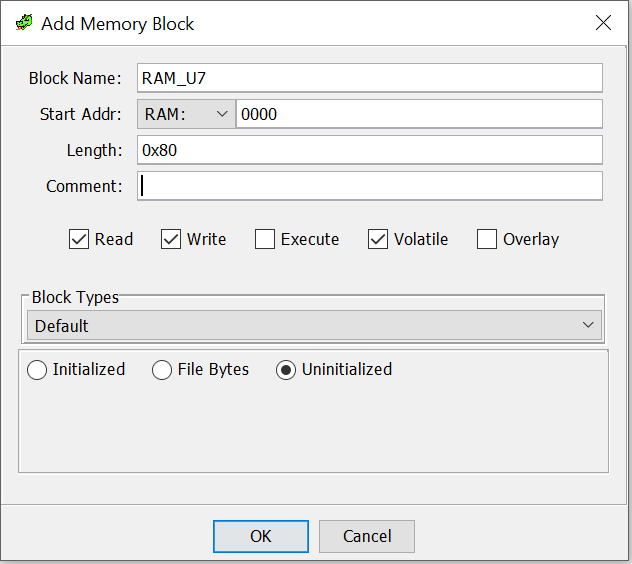 Add Memory Block
Block Name: RAM_U7
Start Addr: RAM: 0000
Length: 0x80
Comment:
Read Write Execute Volatile Overlay
Block Types
Default
Initialized File Bytes Uninitialized
OK Cancel